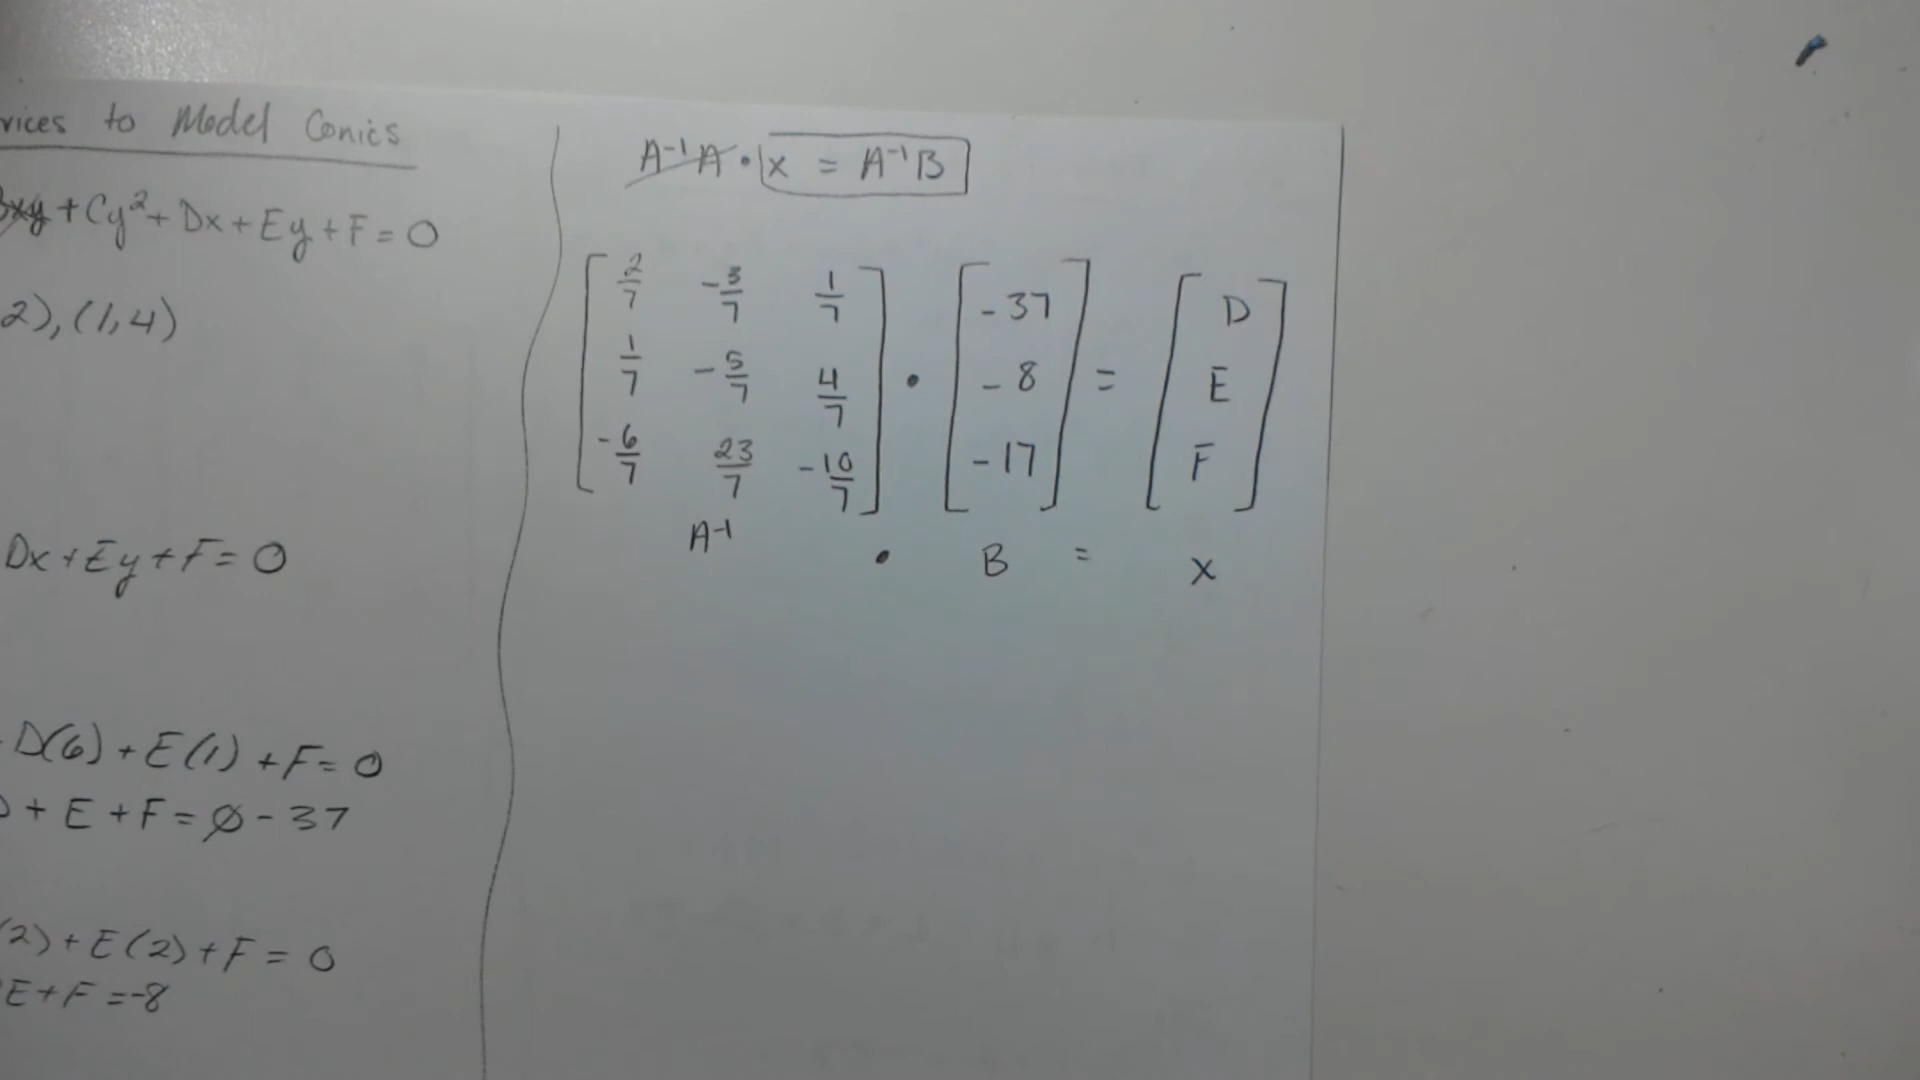 to Model Conics
+ Cy² + Dx + Ey + F = 0
2), (1, 4)
Dx + Ey + F = 0
D(6) + E(1) + F = 0
+ E + F = 0 - 37
(2) + E(2) + F = 0
E + F = -8
A⁻¹A • x = A⁻¹B
2/7 -3/7 1/7 -37 D
1/7 -5/7 4/7 • -8 = E
-6/7 23/7 -10/7 -17 F
A⁻¹ • B = x